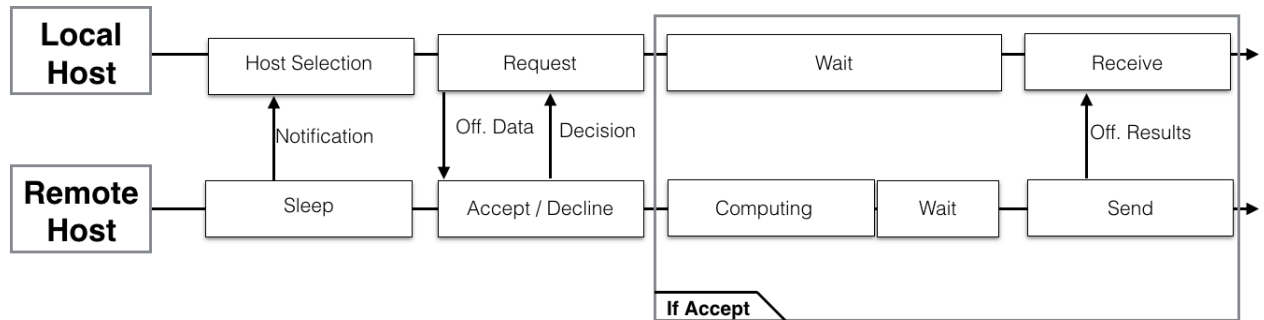 Local
Host
Host Selection
Request
Wait
Receive
Notification
Off. Data
Decision
Off. Results
Remote
Host
Sleep
Accept / Decline
Computing
Wait
Send
If Accept